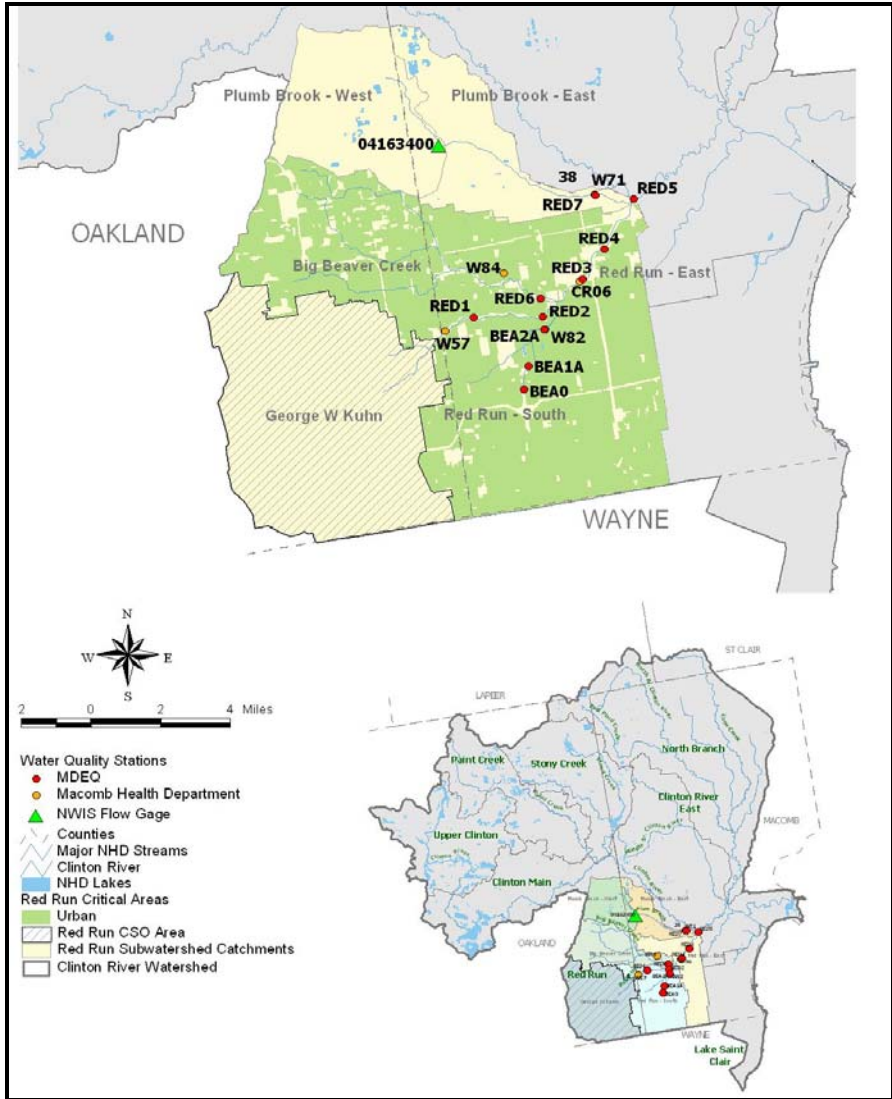 Plumb Brook - West
Plumb Brook - East
04163400
38
W71
RED5
RED7
OAKLAND
RED4
Big Beaver Creek
W84
RED3
Red Run - East
CR06
RED6
RED1
RED2
BEA2A
W82
W57
BEA1A
BEA0
George W Kuhn
Red Run - South
WAYNE
N
W E
S
2 0 2 4 Miles
Water Quality Stations
MDEQ
Macomb Health Department
NWIS Flow Gage
Counties
Major NHD Streams
Clinton River
NHD Lakes
Red Run Critical Areas
Urban
Red Run CSO Area
Red Run Subwatershed Catchments
Clinton River Watershed
ST CLAIR
LAPEER
North Branch
Paint Creek
Stony Creek
Clinton River
East
MACOMB
Upper Clinton
Clinton Main
OAKLAND
Red Run
WAYNE
Lake Saint
Clair